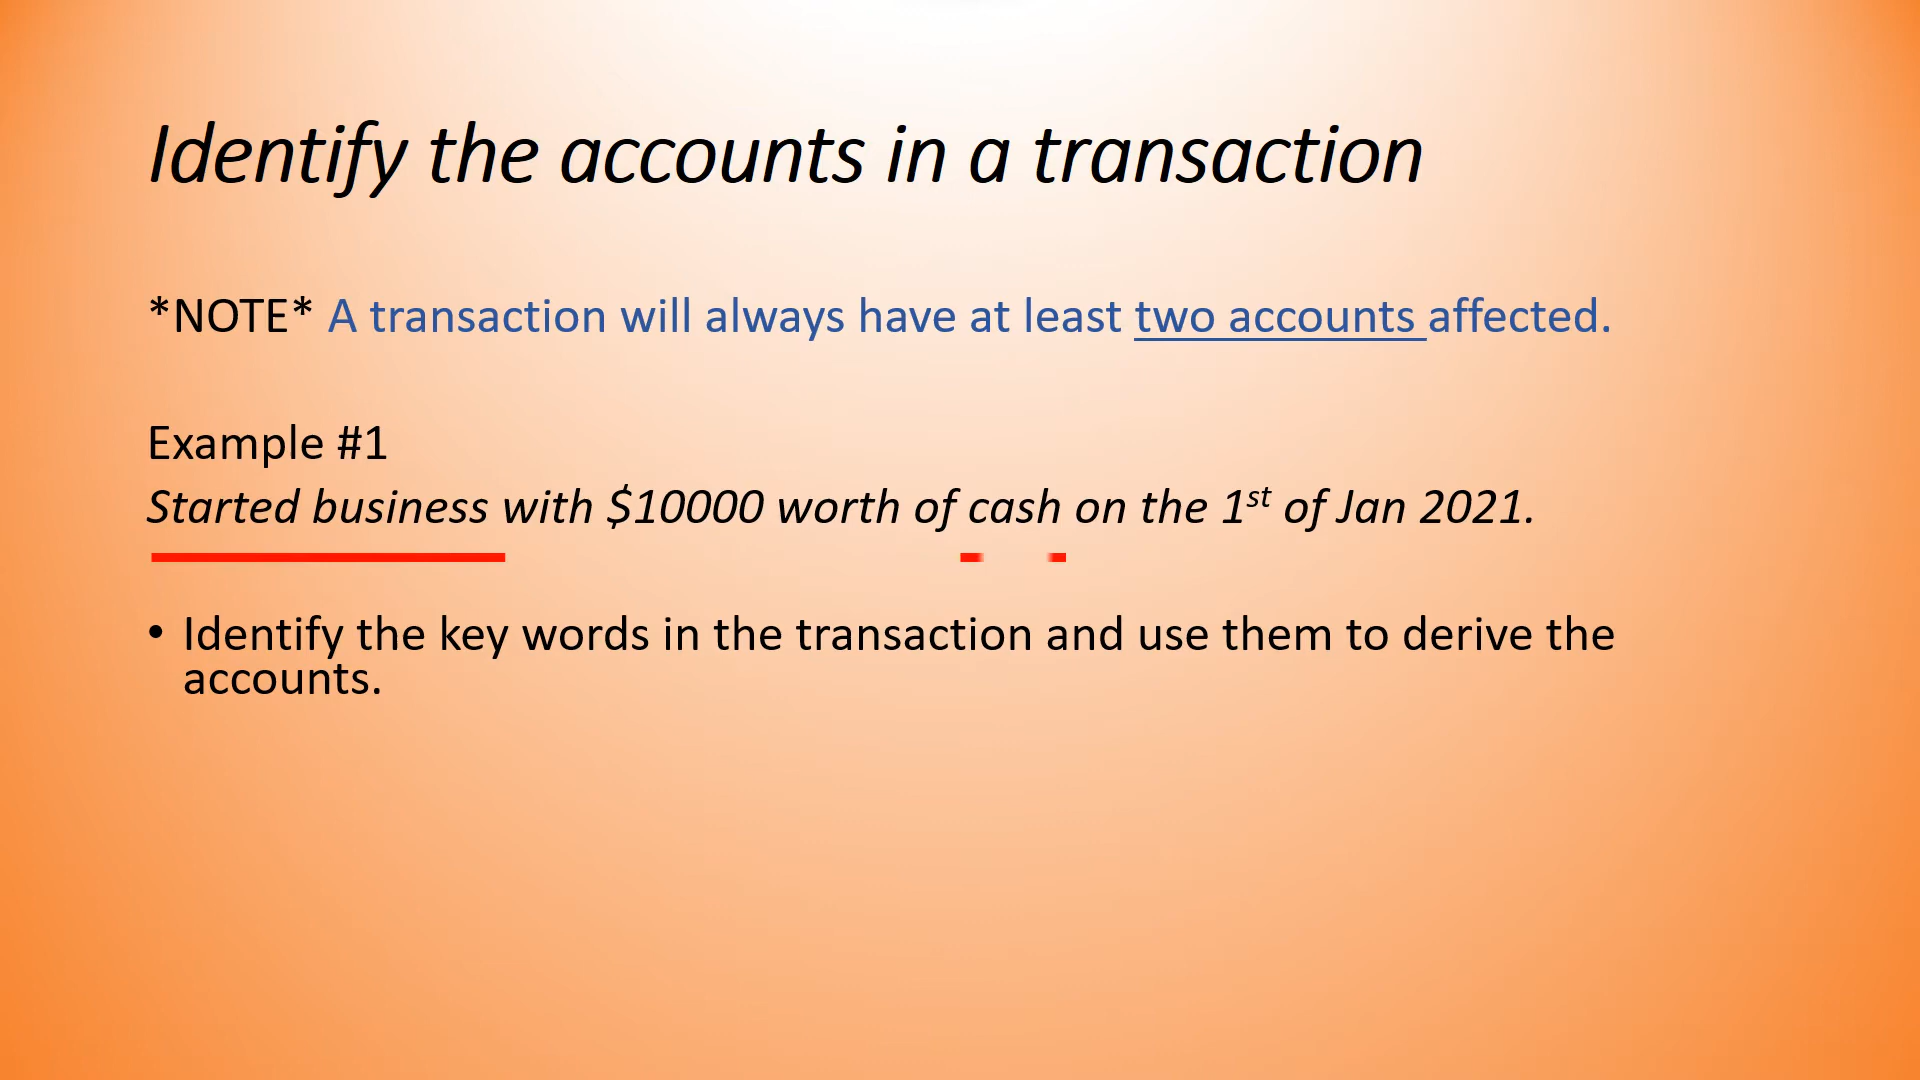 Identify the accounts in a transaction
*NOTE* A transaction will always have at least two accounts affected.
Example #1
Started business with $10000 worth of cash on the 1st of Jan 2021.
• Identify the key words in the transaction and use them to derive the
accounts.